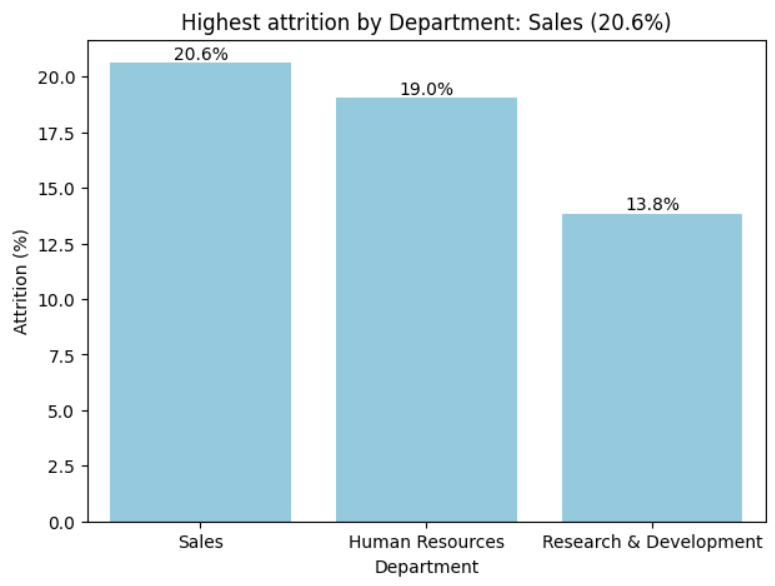 Highest attrition by Department: Sales (20.6%)
20.6%
19.0%
13.8%
20.0
17.5
15.0
12.5
10.0
7.5
5.0
2.5
0.0
Attrition (%)
Sales
Human Resources
Research & Development
Department